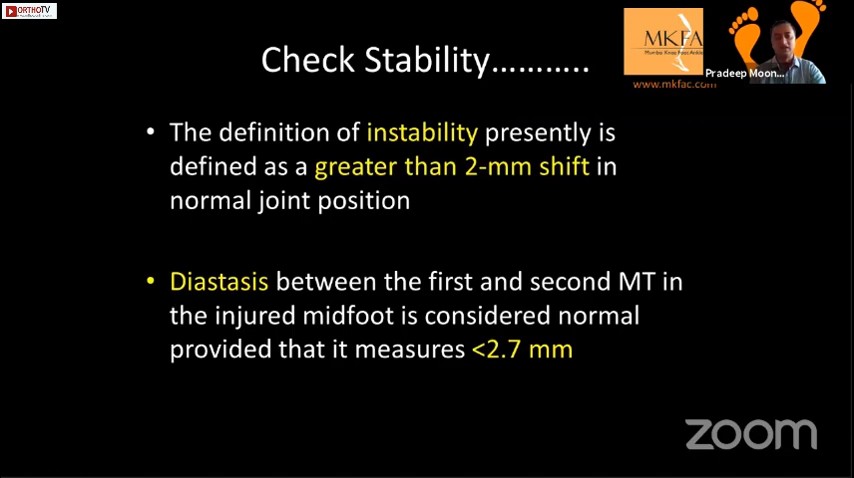 ORTHOTV
Check Stability………..
MKFA
Pradeep Moon...
www.mkfac.com
• The definition of instability presently is
defined as a greater than 2-mm shift in
normal joint position
• Diastasis between the first and second MT in
the injured midfoot is considered normal
provided that it measures <2.7 mm
zoom